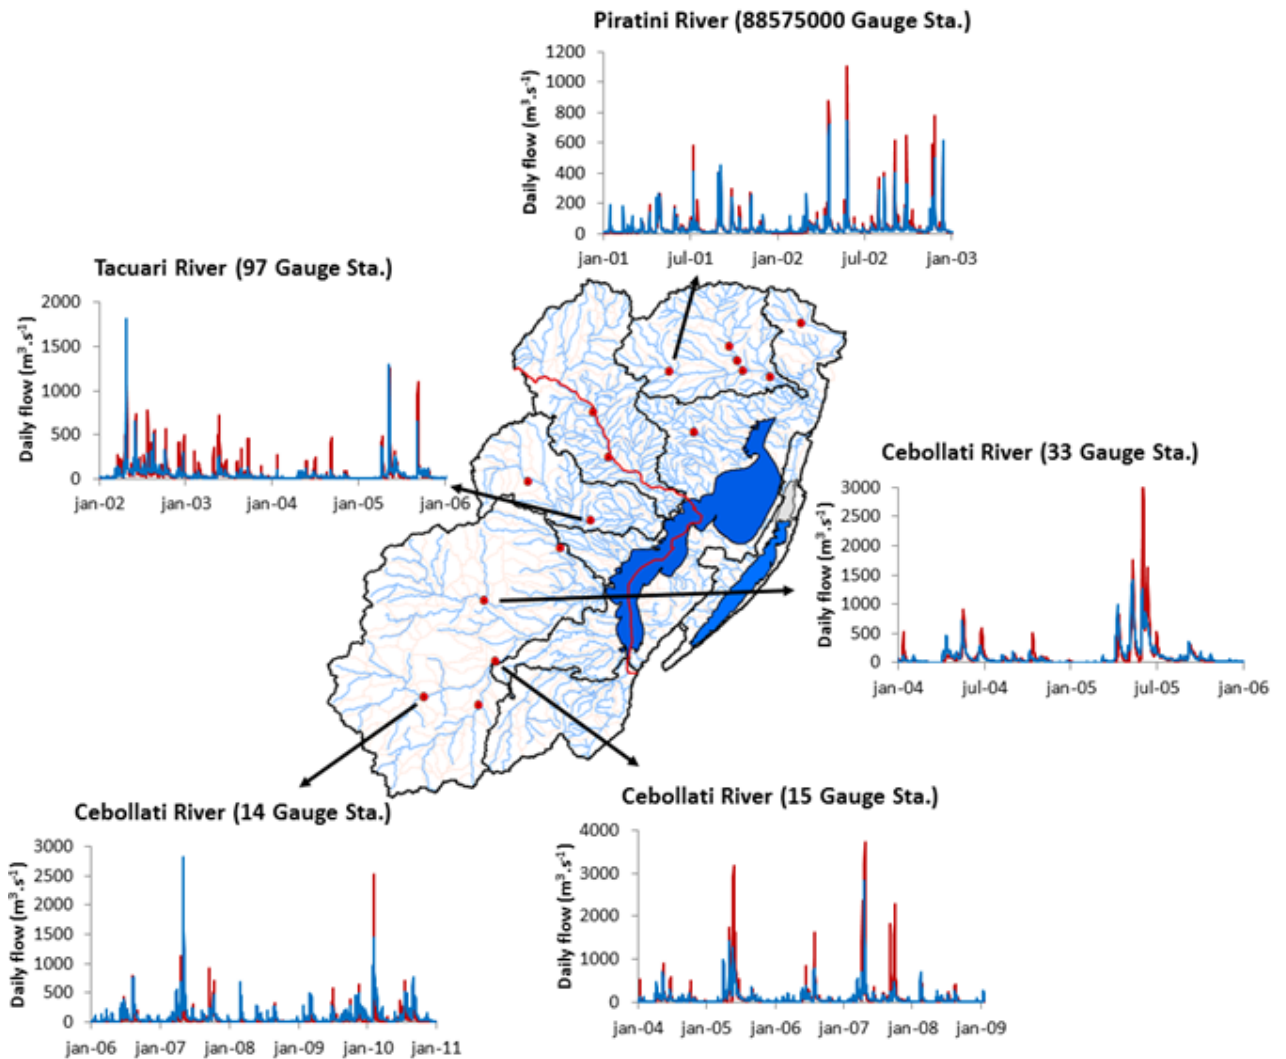 Piratini River (88575000 Gauge Sta.)
Daily flow (m³.s⁻¹)
1200
1000
800
600
400
200
0
jan-01 jul-01 jan-02 jul-02 jan-03
Tacuari River (97 Gauge Sta.)
Daily flow (m³.s⁻¹)
2000
1500
1000
500
0
jan-02 jan-03 jan-04 jan-05 jan-06
Cebollati River (33 Gauge Sta.)
Daily flow (m³.s⁻¹)
3000
2500
2000
1500
1000
500
0
jan-04 jul-04 jan-05 jul-05 jan-06
Cebollati River (14 Gauge Sta.)
Daily flow (m³.s⁻¹)
3000
2500
2000
1500
1000
500
0
jan-06 jan-07 jan-08 jan-09 jan-10 jan-11
Cebollati River (15 Gauge Sta.)
Daily flow (m³.s⁻¹)
4000
3000
2000
1000
0
jan-04 jan-05 jan-06 jan-07 jan-08 jan-09